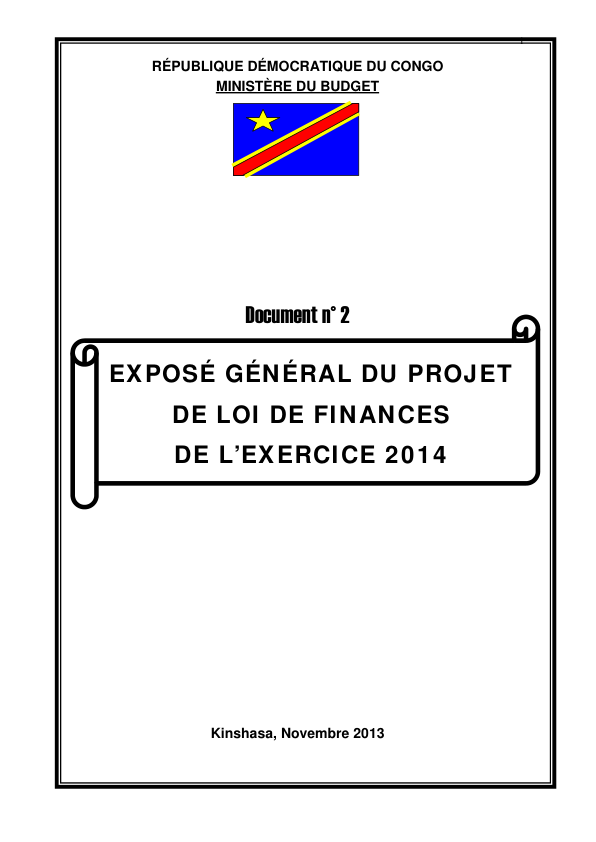 RÉPUBLIQUE DÉMOCRATIQUE DU CONGO
MINISTÈRE DU BUDGET
Document n° 2
EXPOSÉ GÉNÉRAL DU PROJET
DE LOI DE FINANCES
DE L’EXERCICE 2014
Kinshasa, Novembre 2013